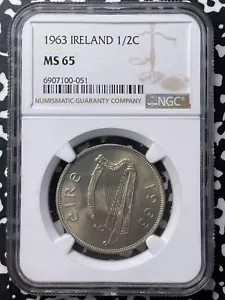 1963 IRELAND 1/2C
MS 65
6907100-051
NUMISMATIC GUARANTY COMPANY
NGC
éire
1963